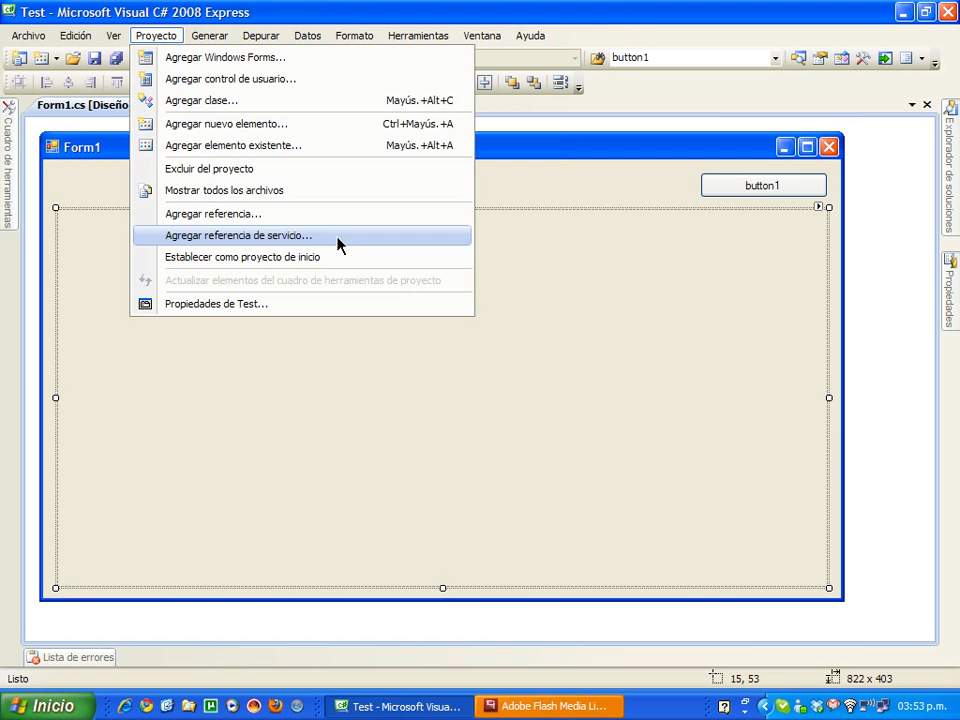 Test - Microsoft Visual C# 2008 Express
Archivo Edición Ver Proyecto Generar Depurar Datos Formato Herramientas Ventana Ayuda
button1
Form1.cs [Diseño
Agregar Windows Forms...
Agregar control de usuario...
Agregar clase... Mayús.+Alt+C
Agregar nuevo elemento... Ctrl+Mayús.+A
Agregar elemento existente... Mayús.+Alt+A
Excluir del proyecto
Mostrar todos los archivos
Agregar referencia...
Agregar referencia de servicio...
Establecer como proyecto de inicio
Actualizar elementos del cuadro de herramientas de proyecto
Propiedades de Test...
Form1
button1
Cuadro de herramientas
Explorador de soluciones
Propiedades
Lista de errores
Listo
15, 53
822 x 403
Inicio
Test - Microsoft Visua...
Adobe Flash Media Li...
03:53 p.m.